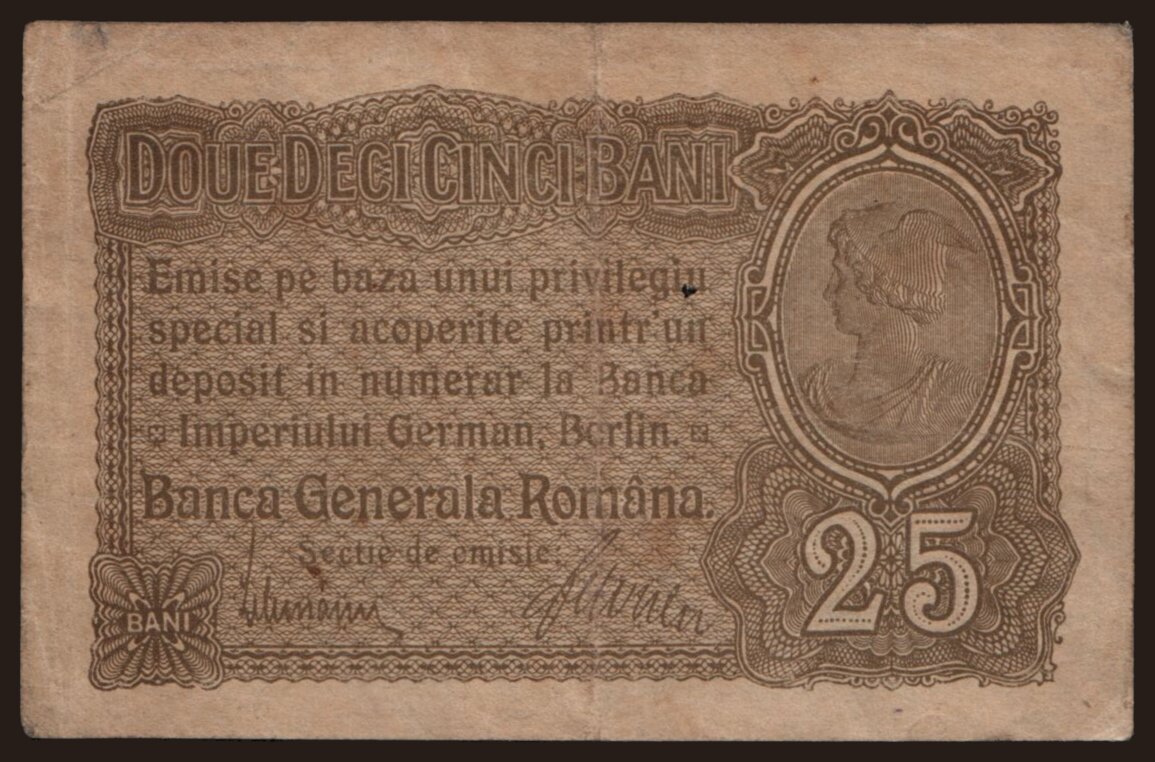 DOUE DECI CINCI BANI
Emise pe baza unui privilegiu
special si acoperite printr'un
deposit in numerar la Banca
Imperiului German, Berlin.
Banca Generala Română.
Sectie de emisie:
BANI
25